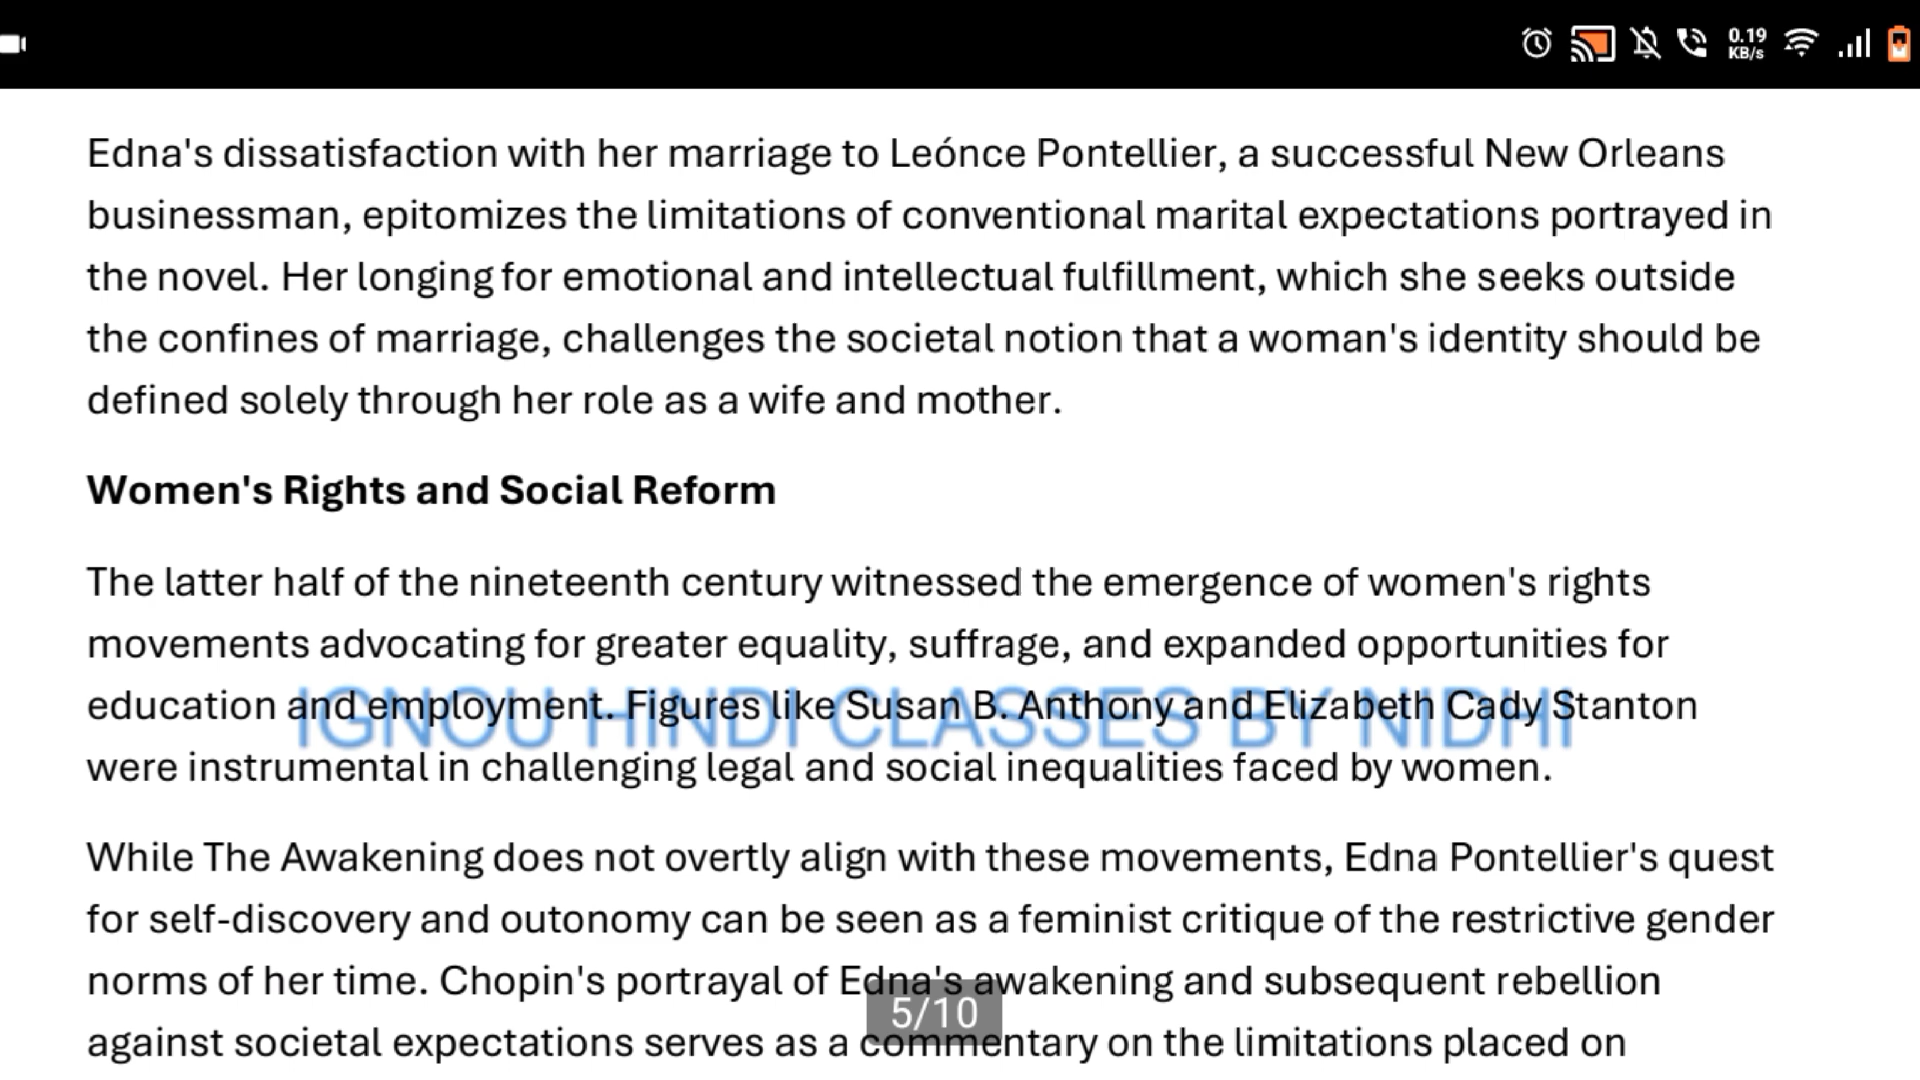 0.19
KB/s
Edna's dissatisfaction with her marriage to Leónce Pontellier, a successful New Orleans
businessman, epitomizes the limitations of conventional marital expectations portrayed in
the novel. Her longing for emotional and intellectual fulfillment, which she seeks outside
the confines of marriage, challenges the societal notion that a woman's identity should be
defined solely through her role as a wife and mother.
Women's Rights and Social Reform
The latter half of the nineteenth century witnessed the emergence of women's rights
movements advocating for greater equality, suffrage, and expanded opportunities for
education and employment. Figures like Susan B. Anthony and Elizabeth Cady Stanton
IGNOU HINDI CLASSES BY NIDHI
were instrumental in challenging legal and social inequalities faced by women.
While The Awakening does not overtly align with these movements, Edna Pontellier's quest
for self-discovery and outonomy can be seen as a feminist critique of the restrictive gender
norms of her time. Chopin's portrayal of Edna's awakening and subsequent rebellion
5/10
against societal expectations serves as a commentary on the limitations placed on